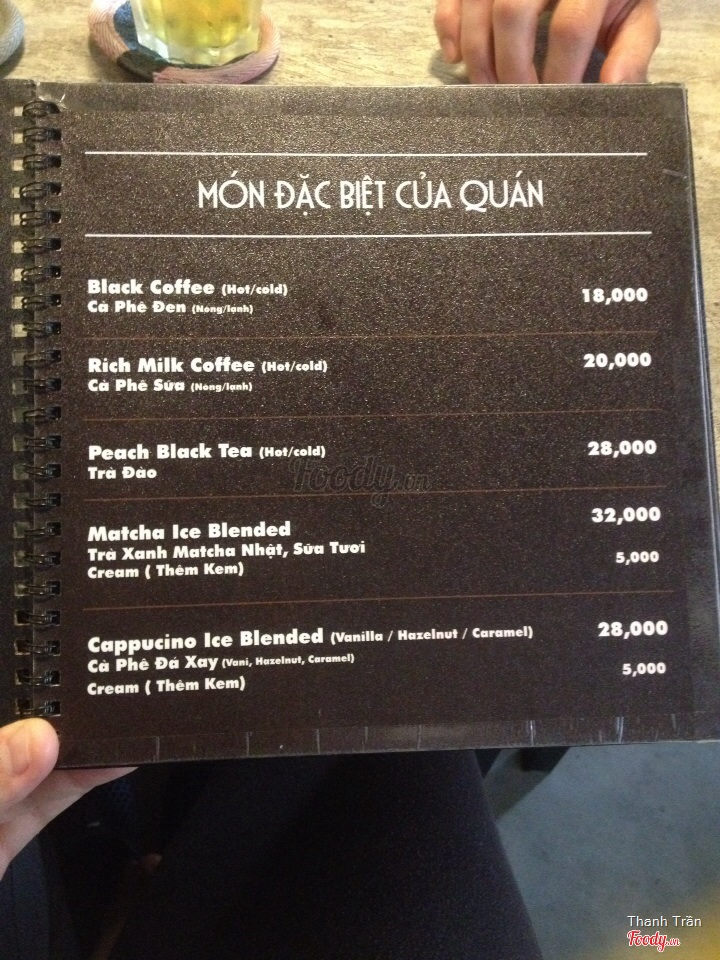 MÓN ĐẶC BIỆT CỦA QUÁN
Black Coffee (Hot/cold) 18,000
Cà Phê Đen (Nóng/lạnh)
Rich Milk Coffee (Hot/cold) 20,000
Cà Phê Sữa (Nóng/lạnh)
Peach Black Tea (Hot/cold) 28,000
Trà Đào
Foody.vn
Matcha Ice Blended 32,000
Trà Xanh Matcha Nhật, Sữa Tươi
Cream ( Thêm Kem) 5,000
Cappucino Ice Blended (Vanilla / Hazelnut / Caramel) 28,000
Cà Phê Đá Xay (Vani, Hazelnut, Caramel)
Cream ( Thêm Kem) 5,000
Thanh Trần
Foody.vn